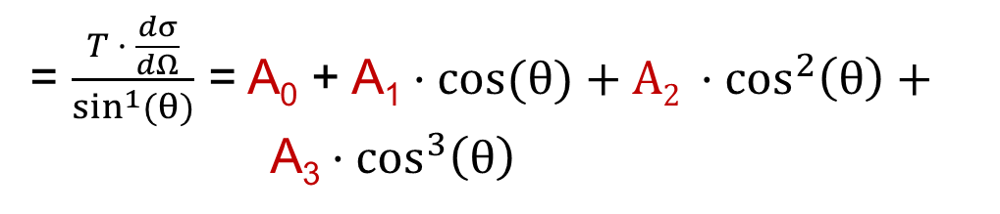 = (T · dσ/dΩ)/sin¹(θ) = A₀ + A₁ · cos(θ) + A₂ · cos²(θ) +
A₃ · cos³(θ)